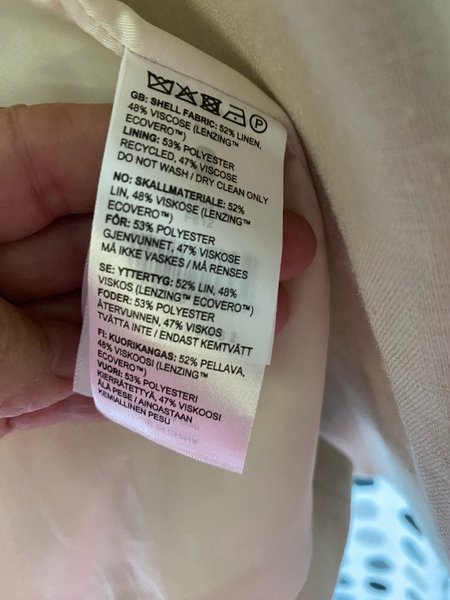 P
GB: SHELL FABRIC: 52% LINEN,
48% VISCOSE (LENZING™
ECOVERO™)
LINING: 53% POLYESTER
RECYCLED, 47% VISCOSE
DO NOT WASH / DRY CLEAN ONLY
NO: SKALLMATERIALE: 52%
LIN, 48% VISKOSE (LENZING™
ECOVERO™)
FÓR: 53% POLYESTER
GJENVUNNET, 47% VISKOSE
MÅ IKKE VASKES / MÅ RENSES
SE: YTTERTYG: 52% LIN, 48%
VISKOS (LENZING™ ECOVERO™)
FODER: 53% POLYESTER
ÅTERVUNNEN, 47% VISKOS
TVÄTTA INTE / ENDAST KEMTVÄTT
FI: KUORIKANGAS: 52% PELLAVA,
48% VISKOOSI (LENZING™
ECOVERO™)
VUORI: 53% POLYESTERI
KIERRÄTETTYÄ, 47% VISKOOSI
ÄLÄ PESE / AINOASTAAN
KEMIALLINEN PESU